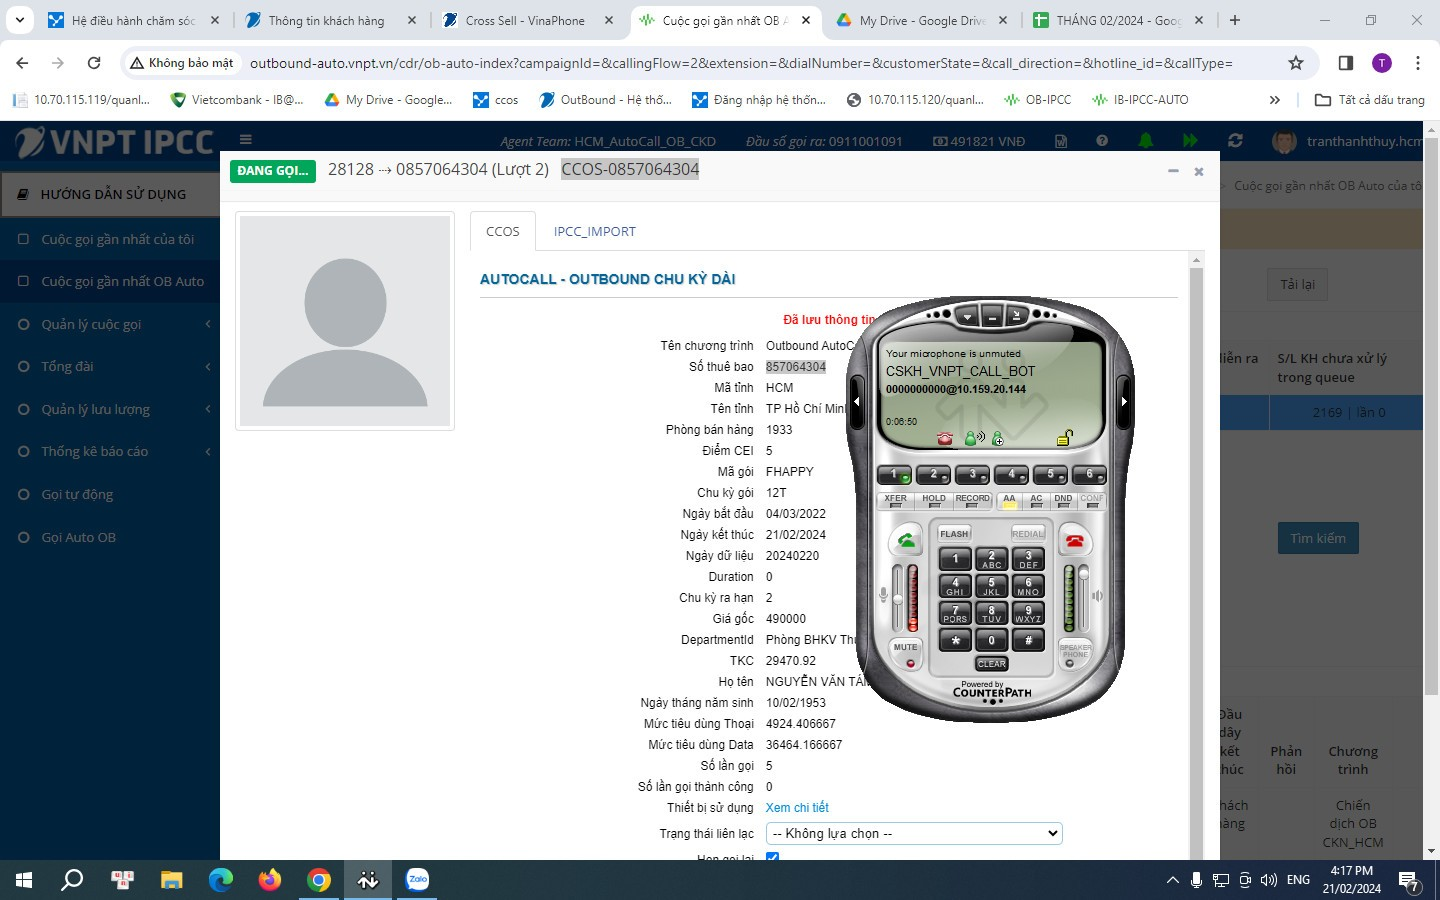 Hệ điều hành chăm sóc
Thông tin khách hàng
Cross Sell - VinaPhone
Cuộc gọi gần nhất OB A
My Drive - Google Drive
THÁNG 02/2024 - Goog
Không bảo mật
outbound-auto.vnpt.vn/cdr/ob-auto-index?campaignId=&callingFlow=2&extension=&dialNumber=&customerState=&call_direction=&hotline_id=&callType=
T
10.70.115.119/quanl...
Vietcombank - IB@...
My Drive - Google...
ccos
OutBound - Hệ thố...
Đăng nhập hệ thốn...
10.70.115.120/quanl...
OB-IPCC
IB-IPCC-AUTO
Tất cả dấu trang
VNPT IPCC
Agent Team: HCM_AutoCall_OB_CKD
Đầu số gọi ra: 0911001091
491821 VNĐ
tranthanhthuy.hcm
HƯỚNG DẪN SỬ DỤNG
Cuộc gọi gần nhất của tôi
Cuộc gọi gần nhất OB Auto
Quản lý cuộc gọi
Tổng đài
Quản lý lưu lượng
Thống kê báo cáo
Gọi tự động
Gọi Auto OB
ĐANG GỌI...
28128 ⤏ 0857064304 (Lượt 2)
CCOS-0857064304
> Cuộc gọi gần nhất OB Auto của tô
CCOS
IPCC_IMPORT
AUTOCALL - OUTBOUND CHU KỲ DÀI
Đã lưu thông tin
Tên chương trình Outbound AutoC
Số thuê bao 857064304
Mã tỉnh HCM
Tên tỉnh TP Hồ Chí Minh
Phòng bán hàng 1933
Điểm CEI 5
Mã gói FHAPPY
Chu kỳ gói 12T
Ngày bắt đầu 04/03/2022
Ngày kết thúc 21/02/2024
Ngày dữ liệu 20240220
Duration 0
Chu kỳ ra hạn 2
Giá gốc 490000
DepartmentId Phòng BHKV Th
TKC 29470.92
Họ tên NGUYỄN VĂN TÁ
Ngày tháng năm sinh 10/02/1953
Mức tiêu dùng Thoại 4924.406667
Mức tiêu dùng Data 36464.166667
Số lần gọi 5
Số lần gọi thành công 0
Thiết bị sử dụng Xem chi tiết
Trạng thái liên lạc -- Không lựa chọn --
Hẹn gọi lại
Your microphone is unmuted
CSKH_VNPT_CALL_BOT
0000000000@10.159.20.144
0:06:50
1 2 3 4 5 6
XFER HOLD RECORD AA AC DND CONF
FLASH REDIAL
1 2 ABC 3 DEF
4 GHI 5 JKL 6 MNO
7 PQRS 8 TUV 9 WXYZ
* 0 #
MUTE
SPEAKER PHONE
CLEAR
Powered by
COUNTERPATH
Tải lại
diễn ra
S/L KH chưa xử lý trong queue
2169 | lần 0
Tìm kiếm
Đầu
dây
kết Phản Chương
thúc hồi trình
khách Chiến
hàng dịch OB
CKN_HCM
Zalo
ENG
4:17 PM
21/02/2024
7